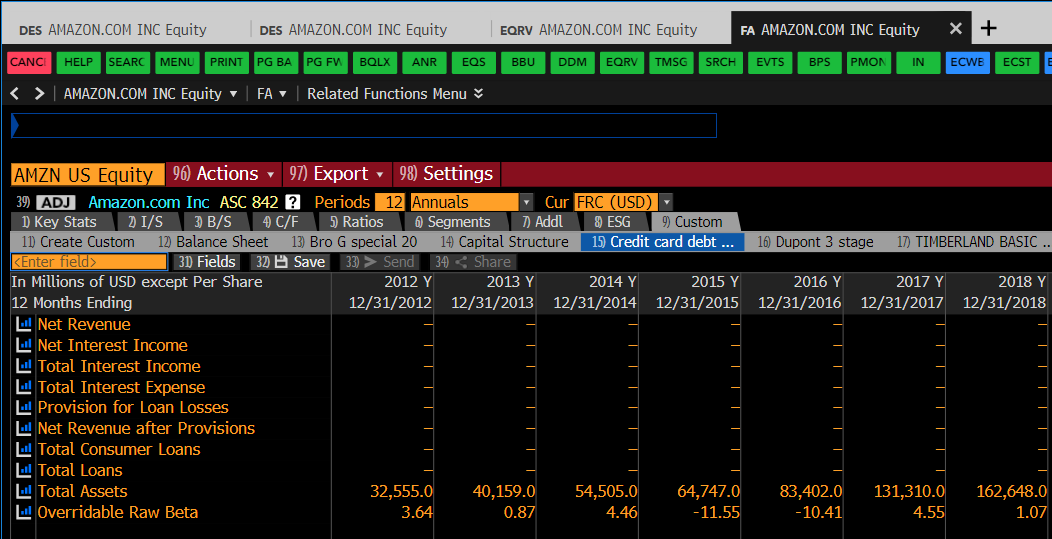 DES AMAZON.COM INC Equity DES AMAZON.COM INC Equity EQRV AMAZON.COM INC Equity FA AMAZON.COM INC Equity ✕ +
CANCL HELP SEARC MENU PRINT PG BA PG FW BQLX ANR EQS BBU DDM EQRV TMSG SRCH EVTS BPS PMON IN ECWB ECST
< > AMAZON.COM INC Equity ▾ FA ▾ Related Functions Menu
AMZN US Equity 96) Actions ▾ 97) Export ▾ 98) Settings
39) ADJ Amazon.com Inc ASC 842 ? Periods 12 Annuals ▾ Cur FRC (USD) ▾
1) Key Stats 2) I/S 3) B/S 4) C/F 5) Ratios 6) Segments 7) Addl 8) ESG 9) Custom
11) Create Custom 12) Balance Sheet 13) Bro G special 20 14) Capital Structure 15) Credit card debt ... 16) Dupont 3 stage 17) TIMBERLAND BASIC ..
<Enter field> 31) Fields 32) Save 33) Send 34) Share
In Millions of USD except Per Share 2012 Y 2013 Y 2014 Y 2015 Y 2016 Y 2017 Y 2018 Y
12 Months Ending 12/31/2012 12/31/2013 12/31/2014 12/31/2015 12/31/2016 12/31/2017 12/31/2018
Net Revenue – – – – – – –
Net Interest Income – – – – – – –
Total Interest Income – – – – – – –
Total Interest Expense – – – – – – –
Provision for Loan Losses – – – – – – –
Net Revenue after Provisions – – – – – – –
Total Consumer Loans – – – – – – –
Total Loans – – – – – – –
Total Assets 32,555.0 40,159.0 54,505.0 64,747.0 83,402.0 131,310.0 162,648.0
Overridable Raw Beta 3.64 0.87 4.46 -11.55 -10.41 4.55 1.07